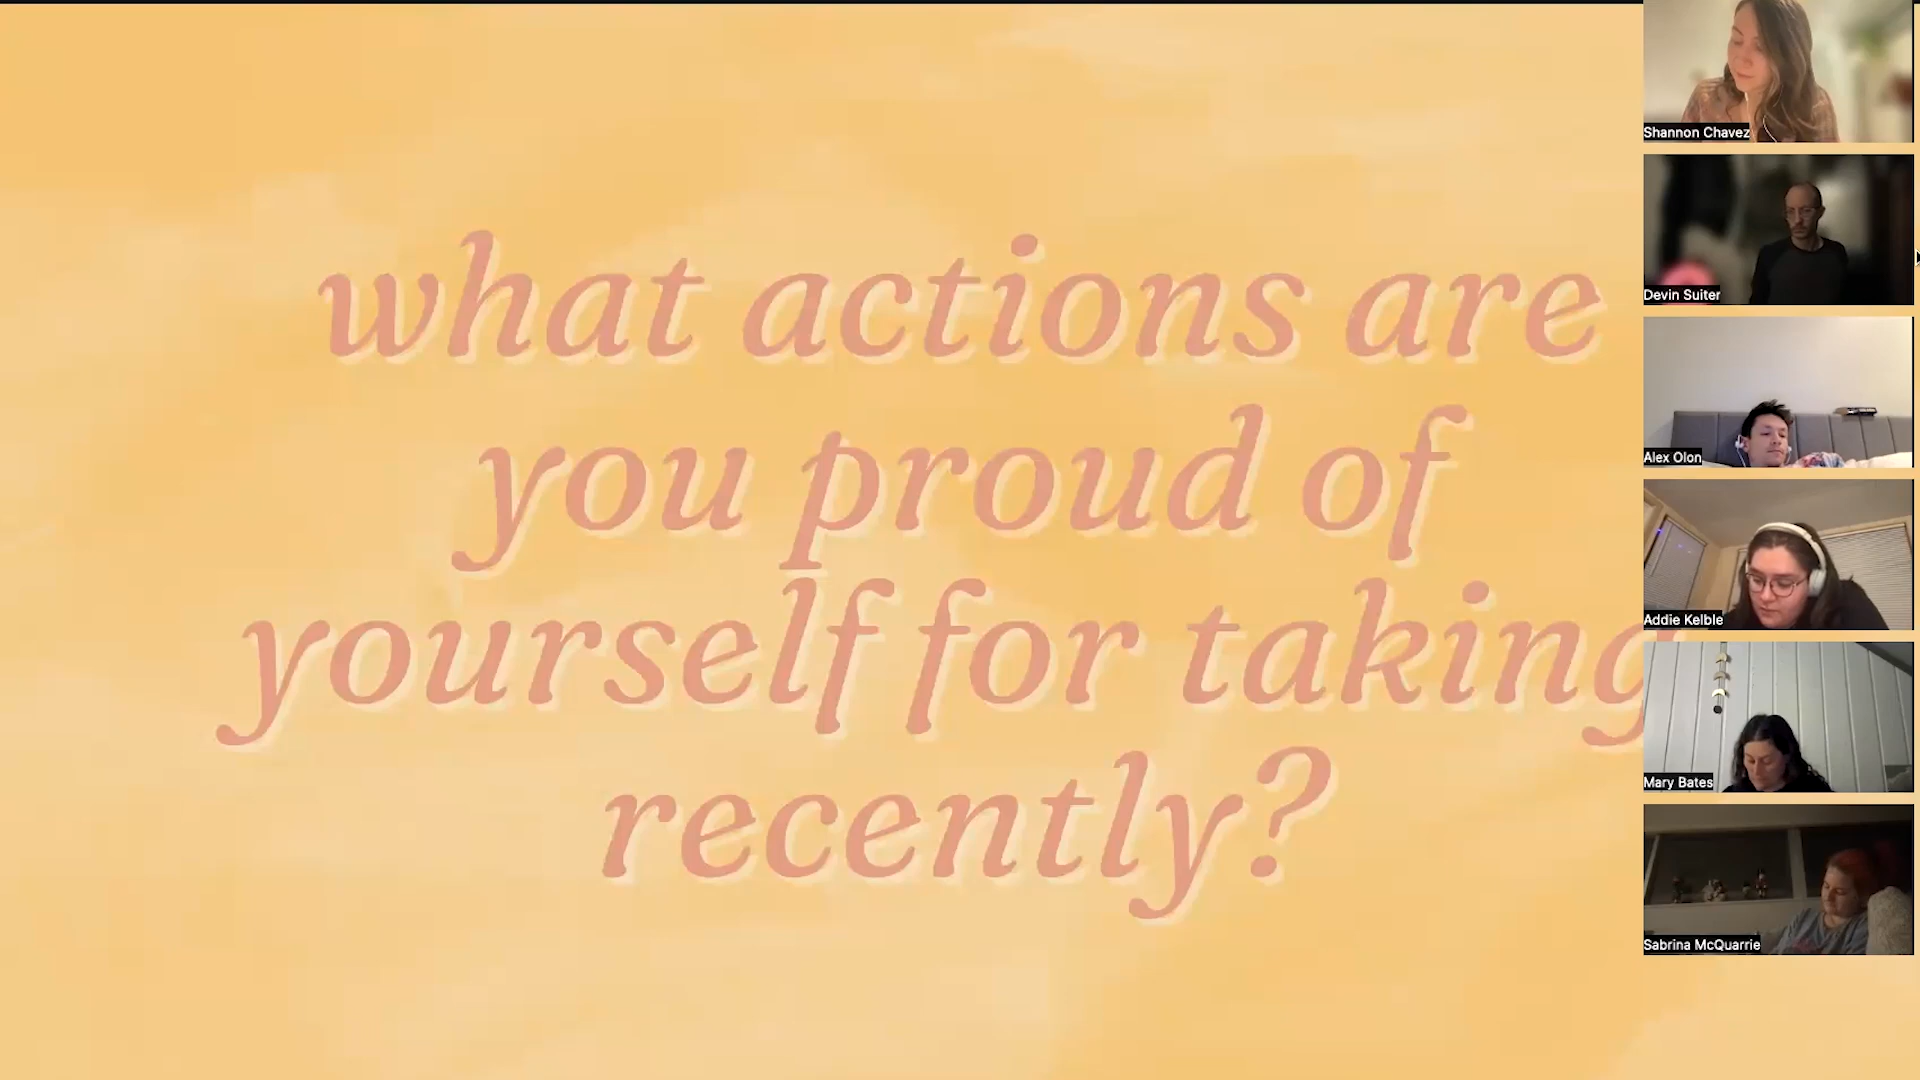 what actions are
you proud of
yourself for taking
recently?
Shannon Chavez
Devin Suiter
Alex Olon
Addie Kelble
Mary Bates
Sabrina McQuarrie